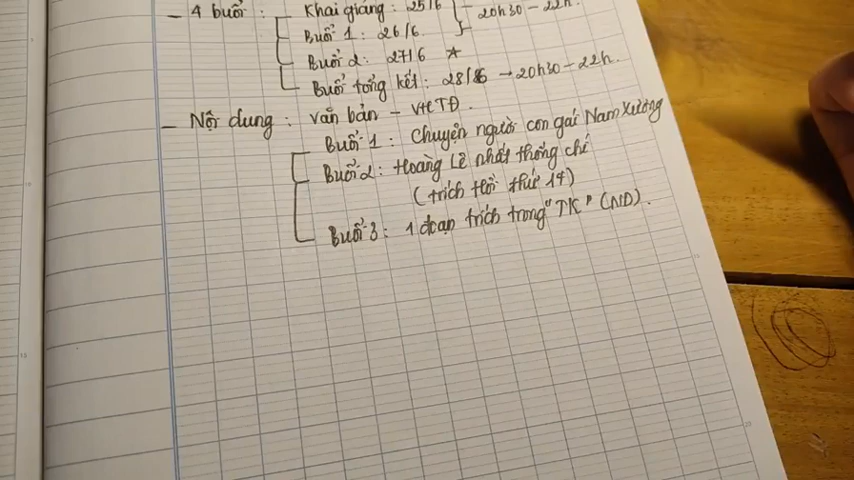 - 4 buổi : Khai giảng : 25/6 } 20h30 - 22h.
Buổi 1 : 26/6.
Buổi 2 : 27/6 *
Buổi tổng kết : 28/6 → 20h30 - 22h.
- Nội dung : văn bản - VHTĐ.
Buổi 1 : Chuyện người con gái Nam Xương
Buổi 2 : Hoàng Lê nhất thống chí
(trích hồi thứ 14)
Buổi 3 : 1 đoạn trích trong "TK" (ND).